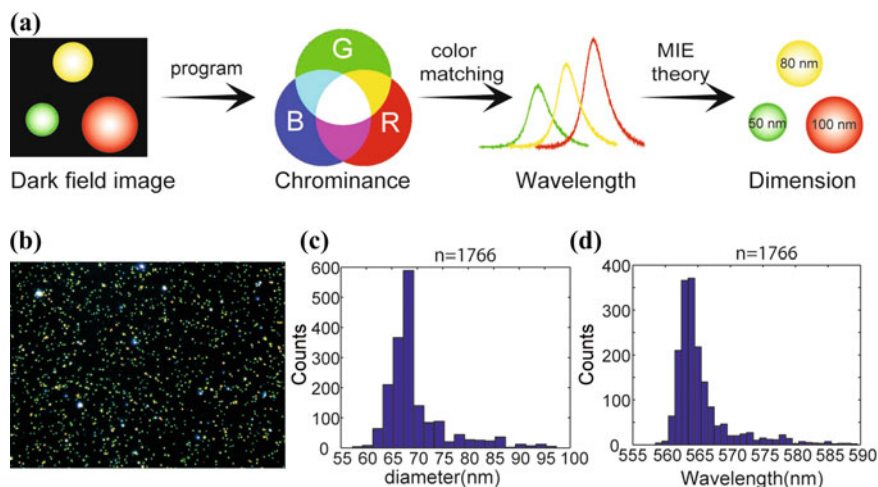 (a)
program
color
matching
MIE
theory
G
B
R
80 nm
50 nm
100 nm
Dark field image
Chrominance
Wavelength
Dimension
(b)
(c)
n=1766
Counts
600
500
400
300
200
100
0
55 60 65 70 75 80 85 90 95 100
diameter(nm)
(d)
n=1766
Counts
400
300
200
100
0
555 560 565 570 575 580 585 590
Wavelength(nm)